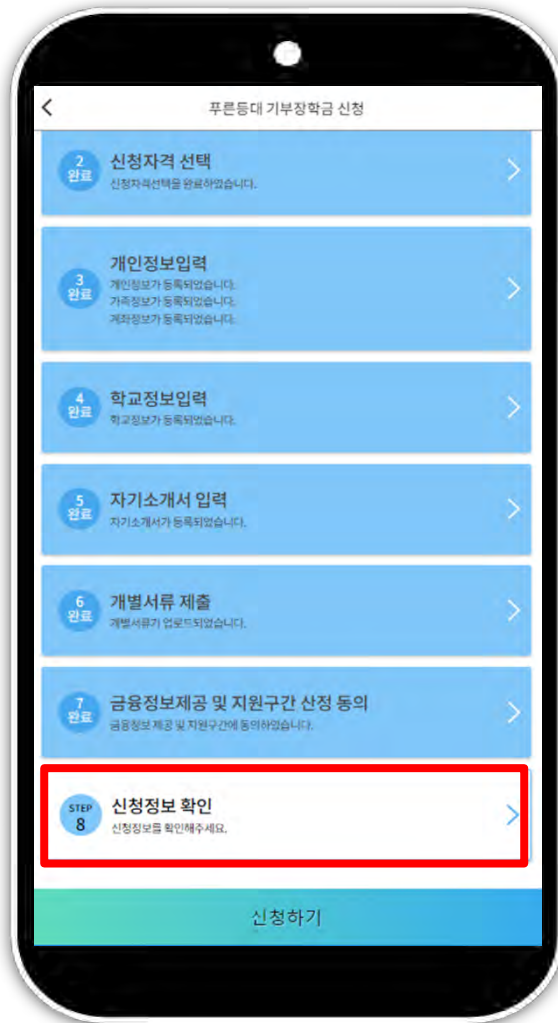 푸른등대 기부장학금 신청
2
완료
신청자격 선택
신청자격선택을 완료하였습니다.
3
완료
개인정보입력
개인정보가 등록되었습니다.
가족정보가 등록되었습니다.
계좌정보가 등록되었습니다.
4
완료
학교정보입력
학교정보가 등록되었습니다.
5
완료
자기소개서 입력
자기소개서가 등록되었습니다.
6
완료
개별서류 제출
개별서류가 업로드되었습니다.
7
완료
금융정보제공 및 지원구간 산정 동의
금융정보 제공 및 지원구간에 동의하였습니다.
STEP
8
신청정보 확인
신청정보를 확인해주세요.
신청하기